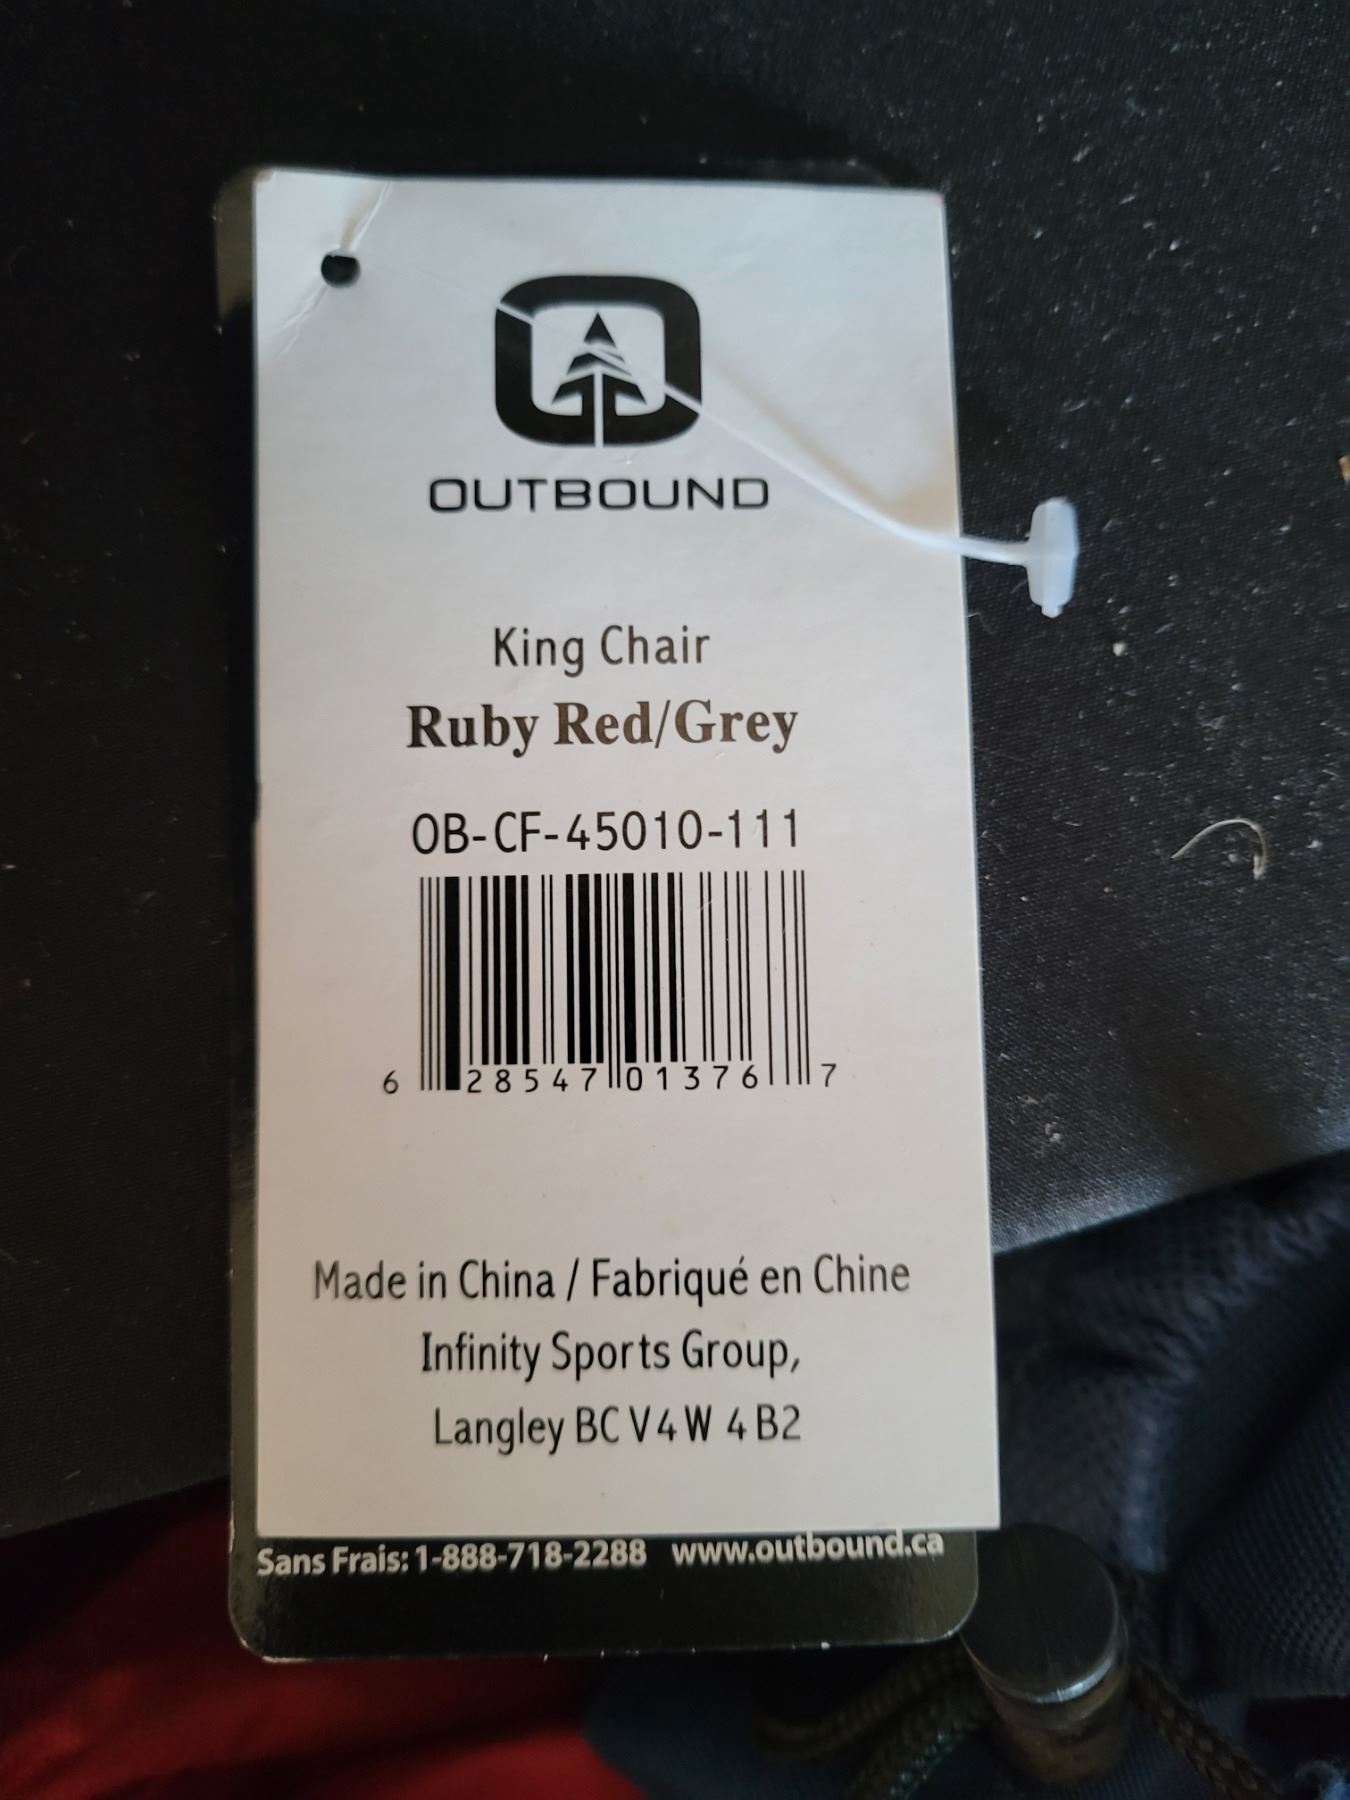 OUTBOUND
King Chair
Ruby Red/Grey
OB-CF-45010-111
6 28547 01376 7
Made in China / Fabriqué en Chine
Infinity Sports Group,
Langley BC V4W 4B2
Sans Frais: 1-888-718-2288 www.outbound.ca